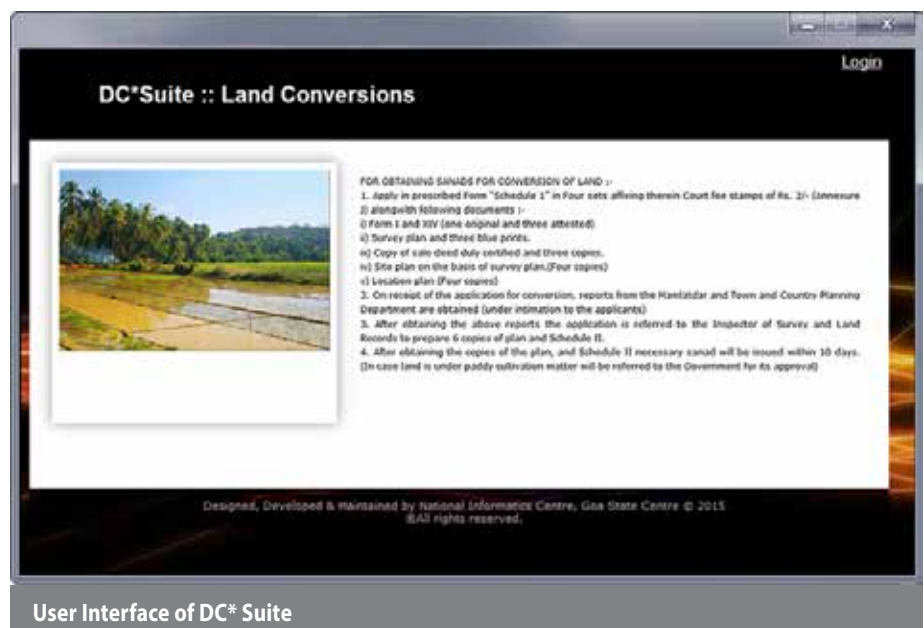 Login
DC*Suite :: Land Conversions
FOR OBTAINING SANADS FOR CONVERSION OF LAND :-
1. Apply in prescribed Form "Schedule 1" in Four sets affixing therein Court fee stamps of Rs. 2/- (Annexure
I) alongwith following documents :-
i) Form I and XIV (one original and three attested)
ii) Survey plan and three blue prints.
iii) Copy of sale deed duly certified and three copies.
iv) Site plan on the basis of survey plan.(Four copies)
v) Location plan (Four copies)
2. On receipt of the application for conversion, reports from the Mamlatdar and Town and Country Planning
Department are obtained (under intimation to the applicants)
3. After obtaining the above reports the application is referred to the Inspector of Survey and Land
Records to prepare 6 copies of plan and Schedule II.
4. After obtaining the copies of the plan, and Schedule II necessary sanad will be issued within 10 days.
(In case land is under paddy cultivation matter will be referred to the Government for its approval)
Designed, Developed & Maintained by National Informatics Centre, Goa State Centre © 2015
®All rights reserved.
User Interface of DC* Suite